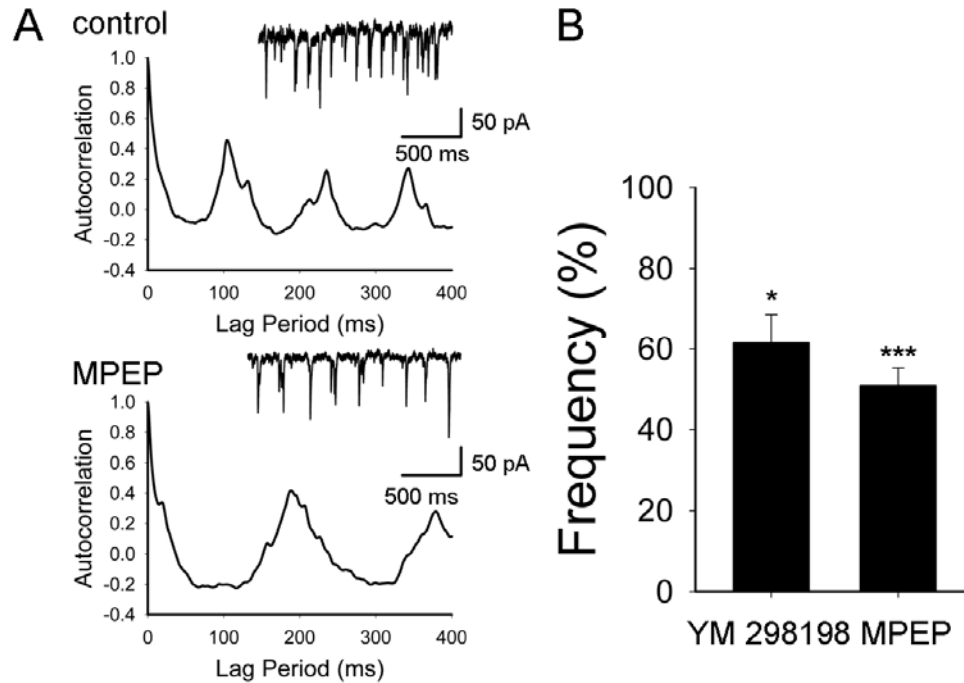 A
control
50 pA
500 ms
Autocorrelation
1.0
0.8
0.6
0.4
0.2
0.0
-0.2
-0.4
0 100 200 300 400
Lag Period (ms)
MPEP
50 pA
500 ms
Autocorrelation
1.0
0.8
0.6
0.4
0.2
0.0
-0.2
-0.4
0 100 200 300 400
Lag Period (ms)
B
Frequency (%)
100
80
60
40
20
0
*
***
YM 298198 MPEP